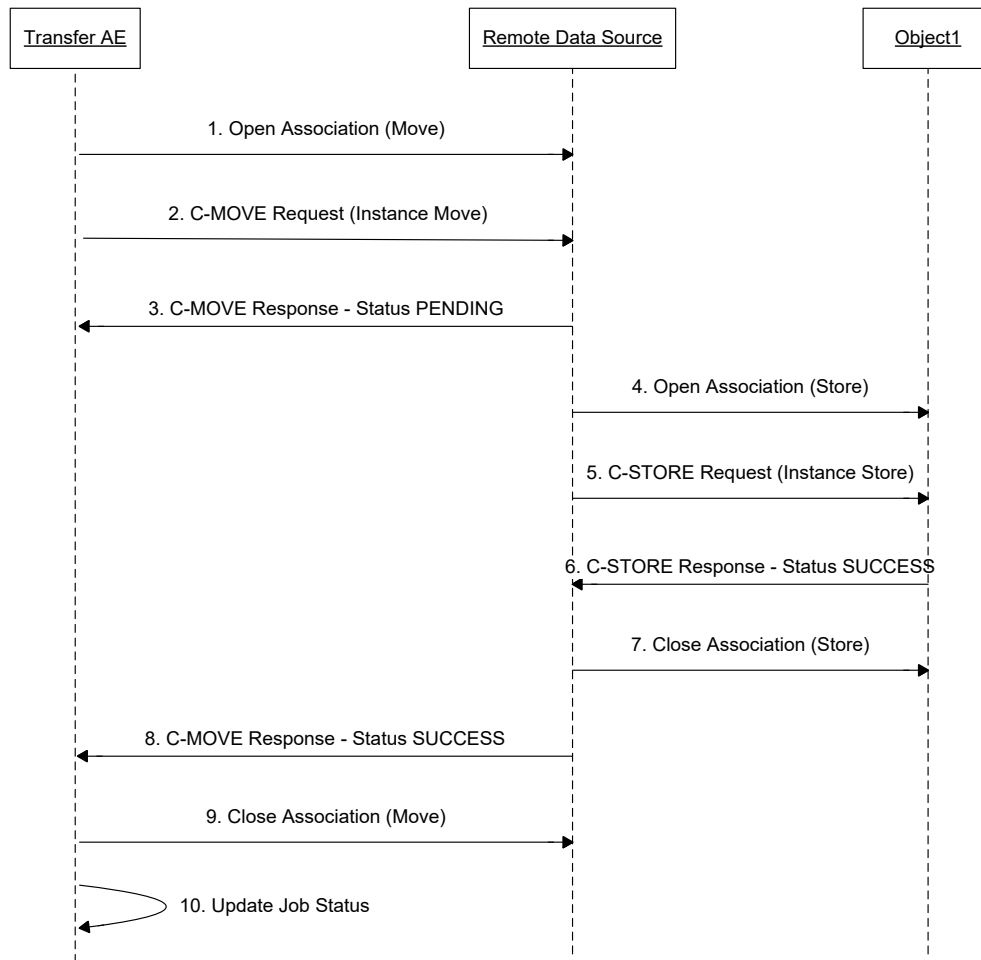 Transfer AE
Remote Data Source
Object1
1. Open Association (Move)
2. C-MOVE Request (Instance Move)
3. C-MOVE Response - Status PENDING
4. Open Association (Store)
5. C-STORE Request (Instance Store)
6. C-STORE Response - Status SUCCESS
7. Close Association (Store)
8. C-MOVE Response - Status SUCCESS
9. Close Association (Move)
10. Update Job Status